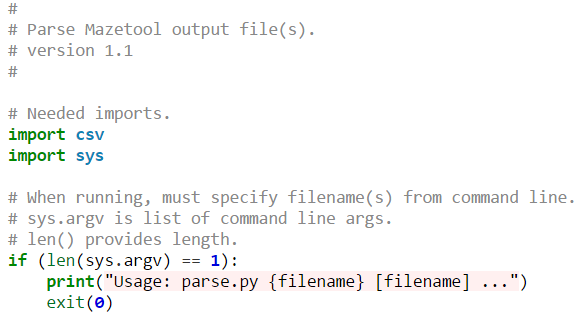 #
# Parse Mazetool output file(s).
# version 1.1
#

# Needed imports.
import csv
import sys

# When running, must specify filename(s) from command line.
# sys.argv is list of command line args.
# len() provides length.
if (len(sys.argv) == 1):
    print("Usage: parse.py {filename} [filename] ...")
    exit(0)